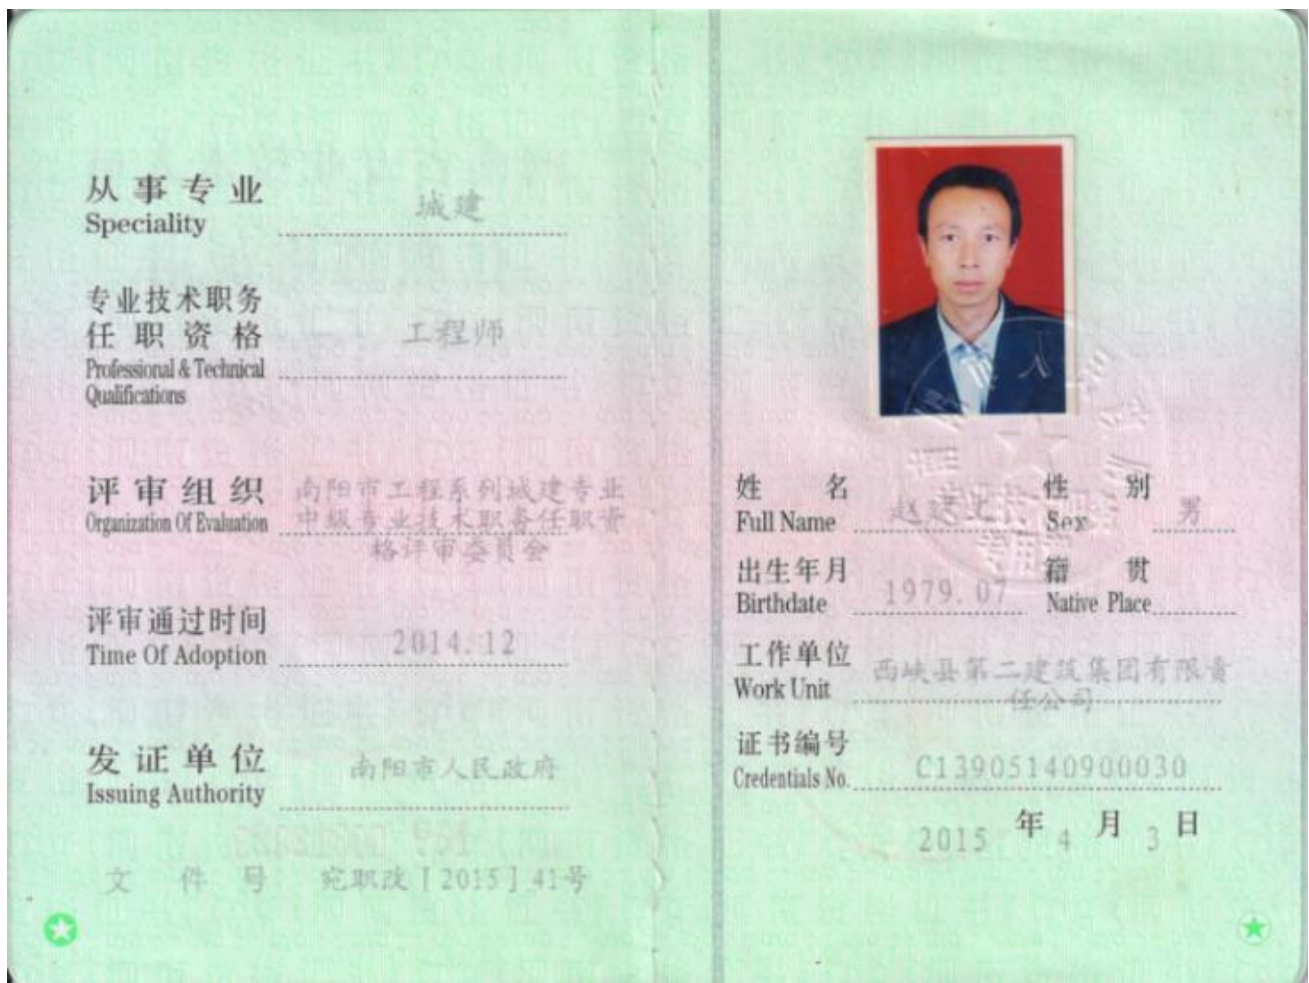 从事专业 城建
Speciality
专业技术职务
任职资格 工程师
Professional & Technical
Qualifications
评审组织 南阳市工程系列城建专业
Organization Of Evaluation 中级专业技术职务任职资
格评审委员会
评审通过时间
Time Of Adoption 2014.12
发证单位 南阳市人民政府
Issuing Authority
文件号 宛职改[2015]41号
姓名 赵建 性别 男
Full Name Sex
出生年月 1979.07 籍贯
Birthdate Native Place
工作单位 西峡县第二建筑集团有限责
Work Unit 任公司
证书编号
Credentials No. C13905140900030
2015年4月3日